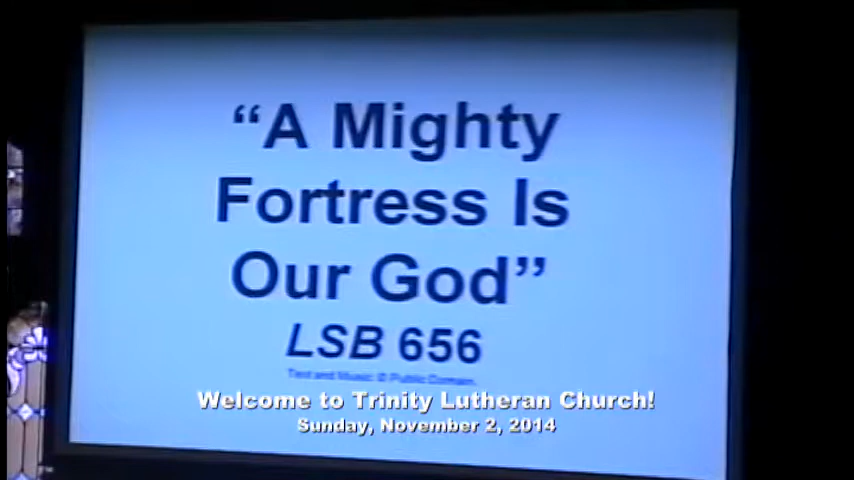 “A Mighty
Fortress Is
Our God”
LSB 656
Text and Music: © Public Domain.
Welcome to Trinity Lutheran Church!
Sunday, November 2, 2014